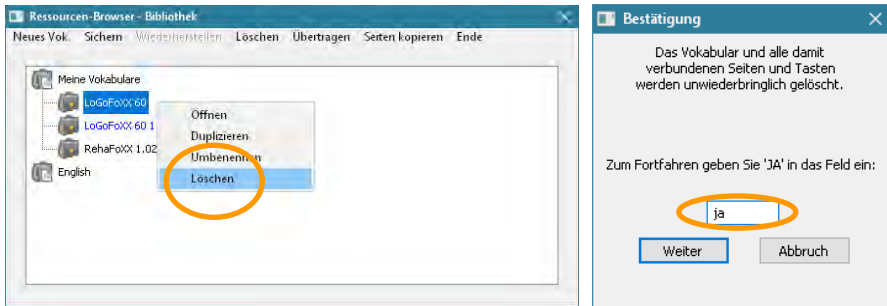 Ressourcen-Browser - Bibliothek
Neues Vok. Sichern Wiederherstellen Löschen Übertragen Seiten kopieren Ende
Meine Vokabulare
LoGoFoXX 60
LoGoFoXX 60 1
RehaFoXX 1.02
English
Öffnen
Duplizieren
Umbenennen
Löschen
Bestätigung
Das Vokabular und alle damit
verbundenen Seiten und Tasten
werden unwiederbringlich gelöscht.
Zum Fortfahren geben Sie 'JA' in das Feld ein:
ja
Weiter Abbruch